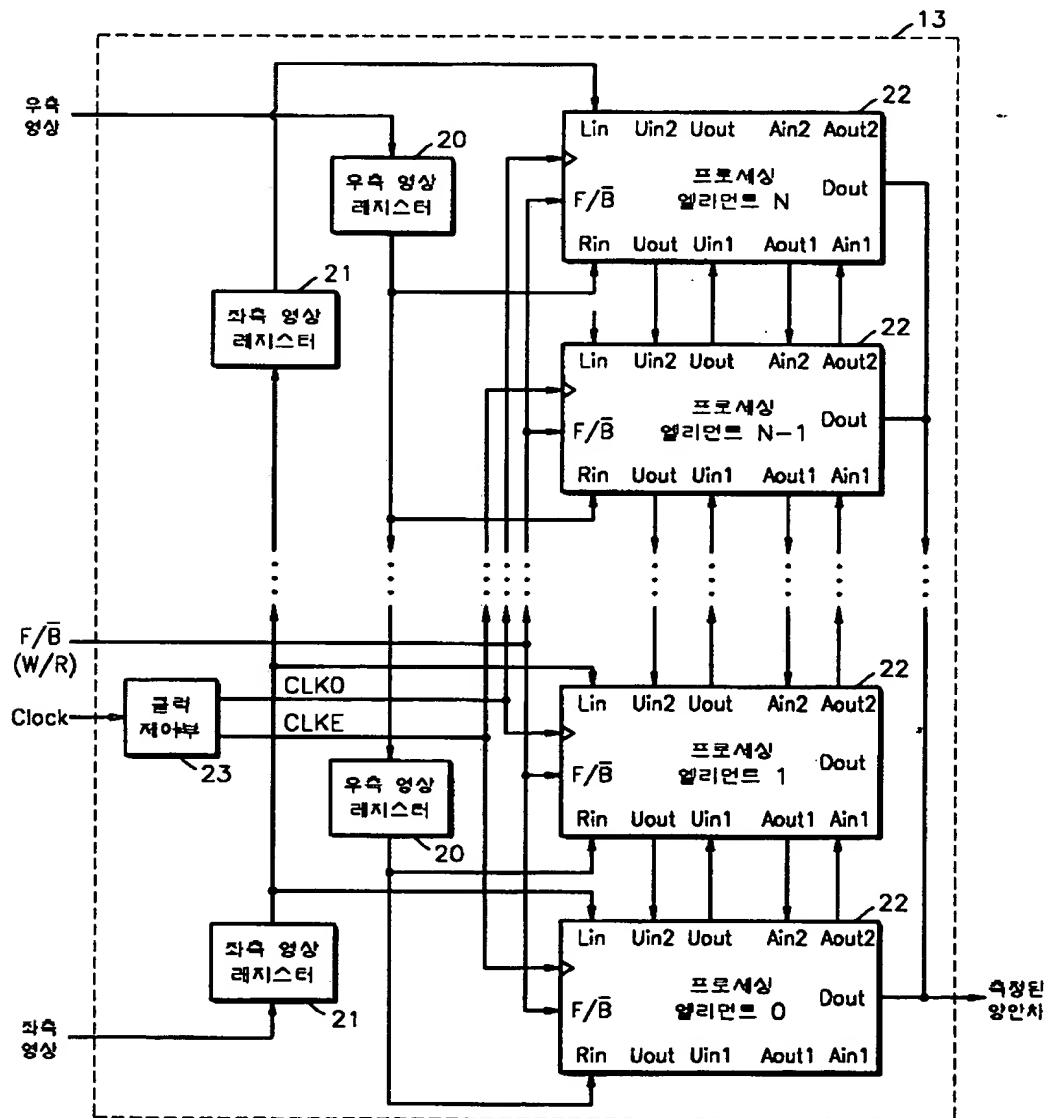 13
우측
영상
20
우측 영상
레지스터
21
좌측 영상
레지스터
22
Lin Uin2 Uout Ain2 Aout2
프로세싱
엘리먼트 N
F/B̅
Dout
Rin Uout Uin1 Aout1 Ain1
22
Lin Uin2 Uout Ain2 Aout2
프로세싱
엘리먼트 N-1
F/B̅
Dout
Rin Uout Uin1 Aout1 Ain1
F/B̅
(W/R)
Clock
클럭
제어부
23
CLKO
CLKE
22
Lin Uin2 Uout Ain2 Aout2
프로세싱
엘리먼트 1
F/B̅
Dout
Rin Uout Uin1 Aout1 Ain1
우측 영상
레지스터
20
22
Lin Uin2 Uout Ain2 Aout2
프로세싱
엘리먼트 0
F/B̅
Dout
Rin Uout Uin1 Aout1 Ain1
좌측 영상
레지스터
21
좌측
영상
측정된
양안차